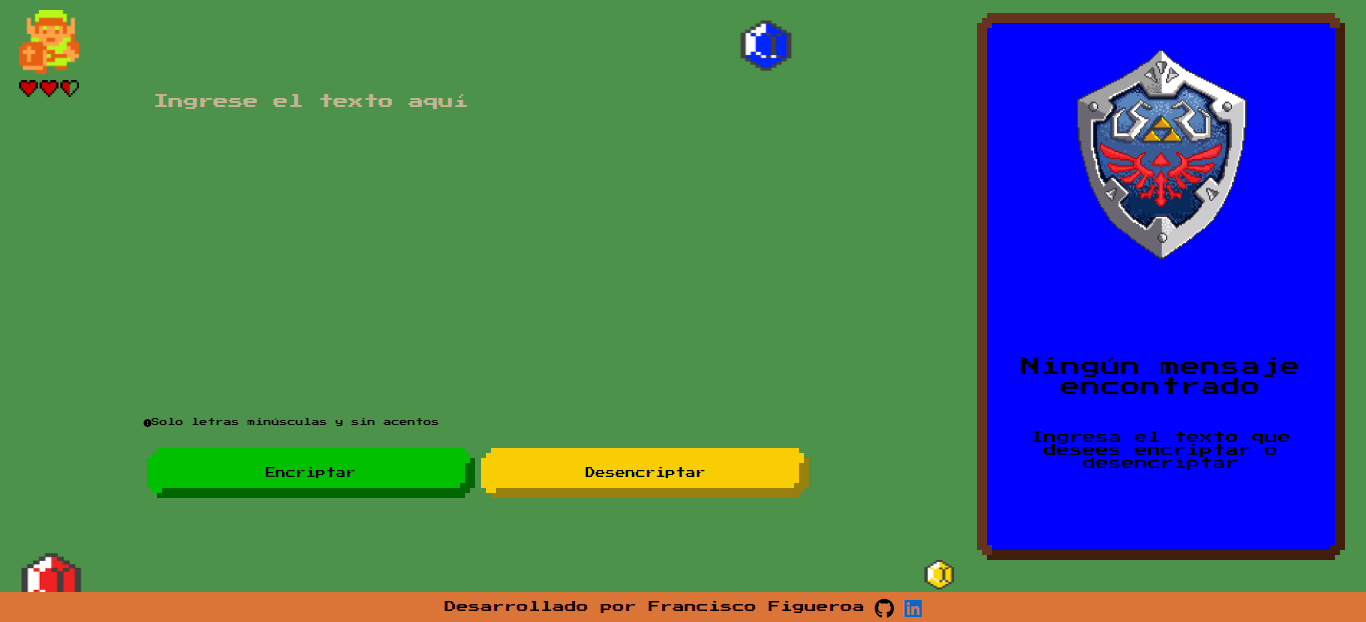 Ingrese el texto aquí
Solo letras minúsculas y sin acentos
Encriptar
Desencriptar
Ningún mensaje
encontrado
Ingresa el texto que
desees encriptar o
desencriptar
Desarrollado por Francisco Figueroa
in